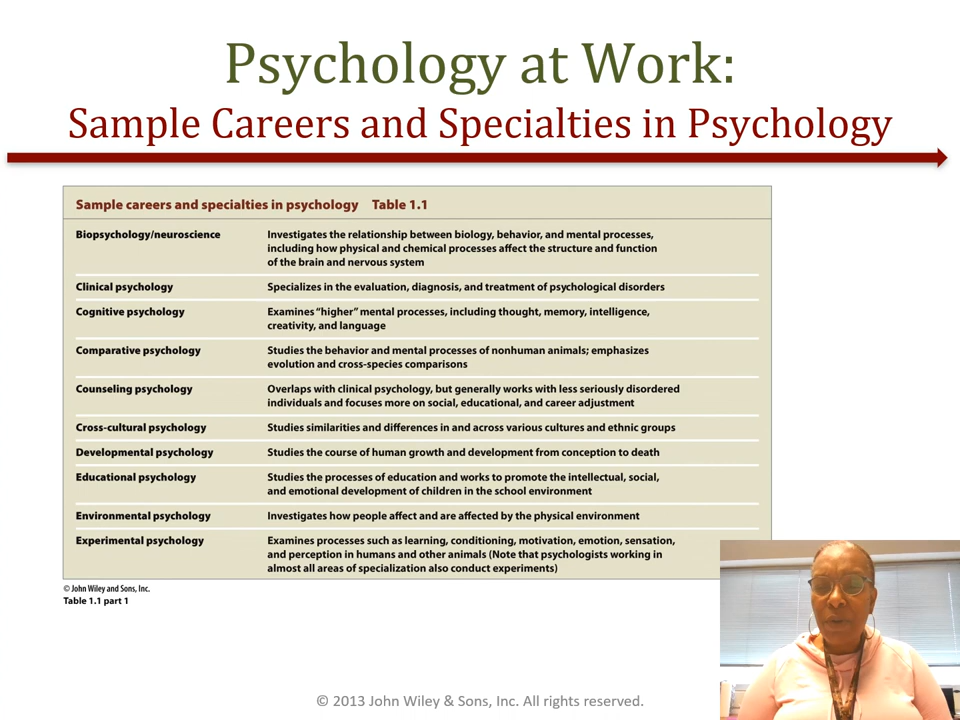 Psychology at Work:
Sample Careers and Specialties in Psychology
Sample careers and specialties in psychology Table 1.1
Biopsychology/neuroscience Investigates the relationship between biology, behavior, and mental processes,
including how physical and chemical processes affect the structure and function
of the brain and nervous system
Clinical psychology Specializes in the evaluation, diagnosis, and treatment of psychological disorders
Cognitive psychology Examines “higher” mental processes, including thought, memory, intelligence,
creativity, and language
Comparative psychology Studies the behavior and mental processes of nonhuman animals; emphasizes
evolution and cross-species comparisons
Counseling psychology Overlaps with clinical psychology, but generally works with less seriously disordered
individuals and focuses more on social, educational, and career adjustment
Cross-cultural psychology Studies similarities and differences in and across various cultures and ethnic groups
Developmental psychology Studies the course of human growth and development from conception to death
Educational psychology Studies the processes of education and works to promote the intellectual, social,
and emotional development of children in the school environment
Environmental psychology Investigates how people affect and are affected by the physical environment
Experimental psychology Examines processes such as learning, conditioning, motivation, emotion, sensation,
and perception in humans and other animals (Note that psychologists working in
almost all areas of specialization also conduct experiments)
© John Wiley and Sons, Inc.
Table 1.1 part 1
© 2013 John Wiley & Sons, Inc. All rights reserved.